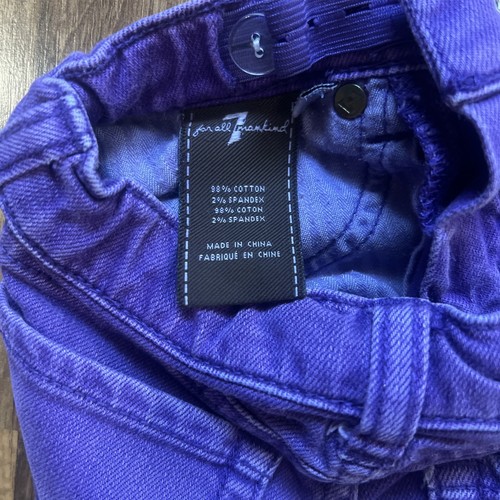 7
for all mankind
98% COTTON
2% SPANDEX
98% COTON
2% SPANDEX
MADE IN CHINA
FABRIQUÉ EN CHINE